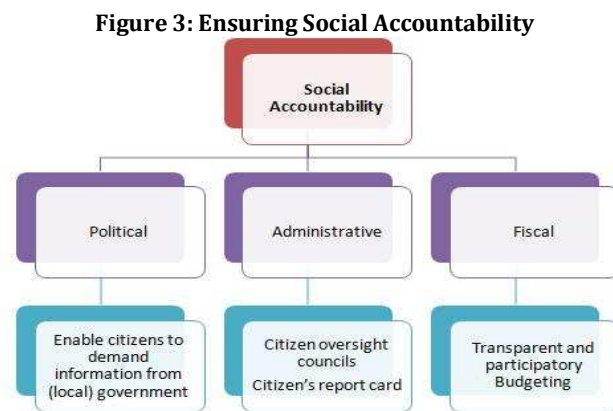 Figure 3: Ensuring Social Accountability
Social
Accountability
Political
Administrative
Fiscal
Enable citizens to
demand
information from
(local) government
Citizen oversight
councils
Citizen's report card
Transparent and
participatory
Budgeting